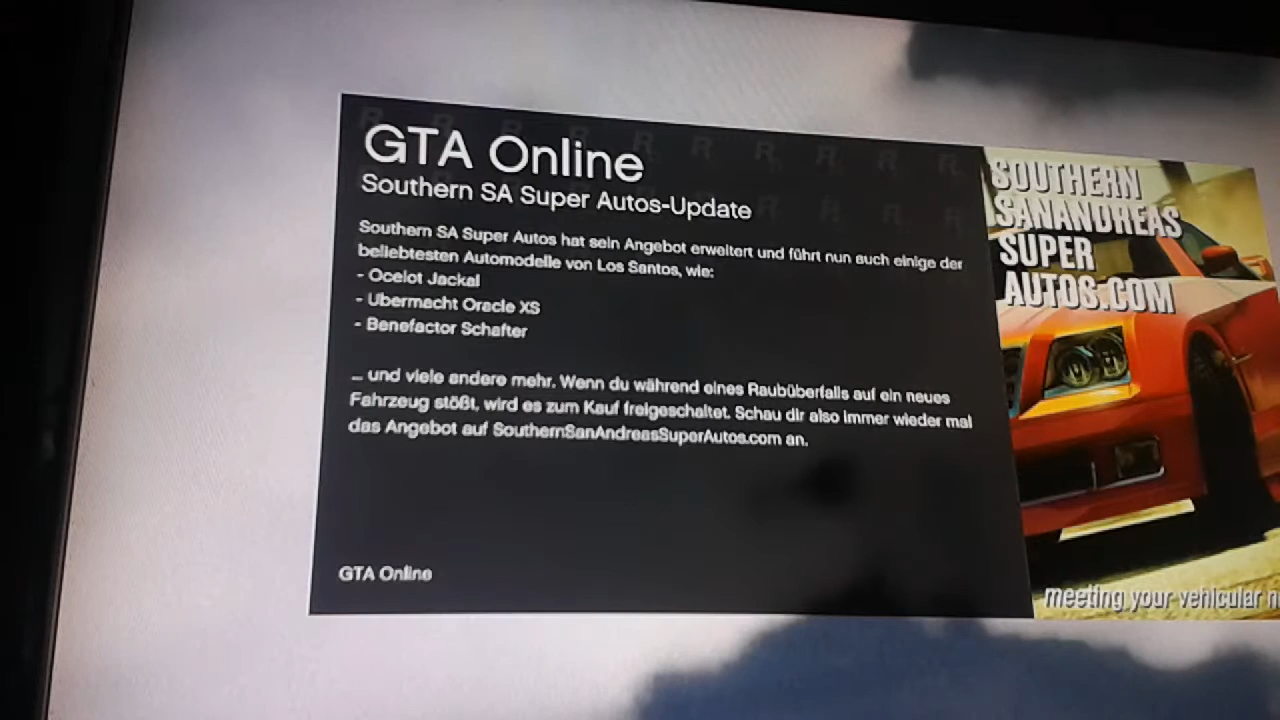 GTA Online
Southern SA Super Autos-Update
Southern SA Super Autos hat sein Angebot erweitert und führt nun auch einige der
beliebtesten Automodelle von Los Santos, wie:
- Ocelot Jackal
- Ubermacht Oracle XS
- Benefactor Schafter
... und viele andere mehr. Wenn du während eines Raubüberfalls auf ein neues
Fahrzeug stößt, wird es zum Kauf freigeschaltet. Schau dir also immer wieder mal
das Angebot auf SouthernSanAndreasSuperAutos.com an.
GTA Online
SOUTHERN
SANANDREAS
SUPER
AUTOS.COM
meeting your vehicular